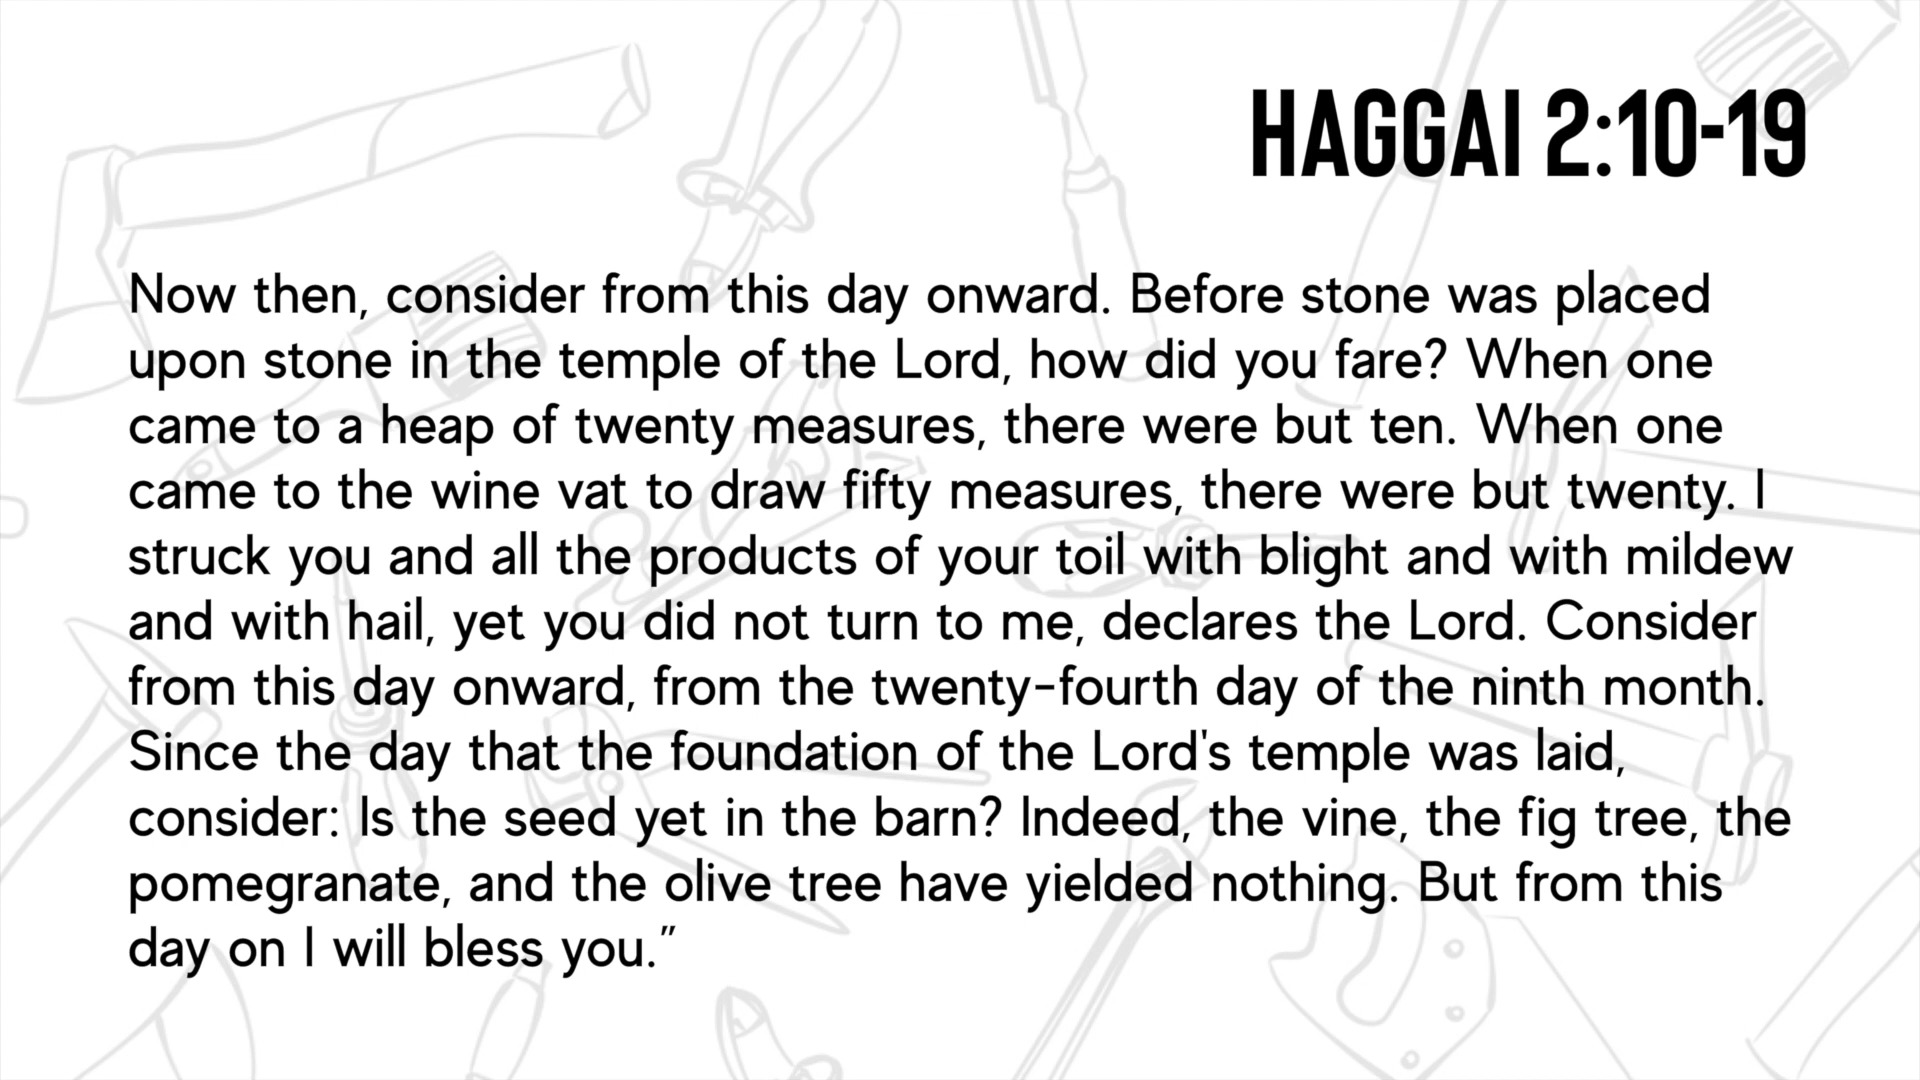 HAGGAI 2:10-19
Now then, consider from this day onward. Before stone was placed
upon stone in the temple of the Lord, how did you fare? When one
came to a heap of twenty measures, there were but ten. When one
came to the wine vat to draw fifty measures, there were but twenty. I
struck you and all the products of your toil with blight and with mildew
and with hail, yet you did not turn to me, declares the Lord. Consider
from this day onward, from the twenty-fourth day of the ninth month.
Since the day that the foundation of the Lord's temple was laid,
consider: Is the seed yet in the barn? Indeed, the vine, the fig tree, the
pomegranate, and the olive tree have yielded nothing. But from this
day on I will bless you.”